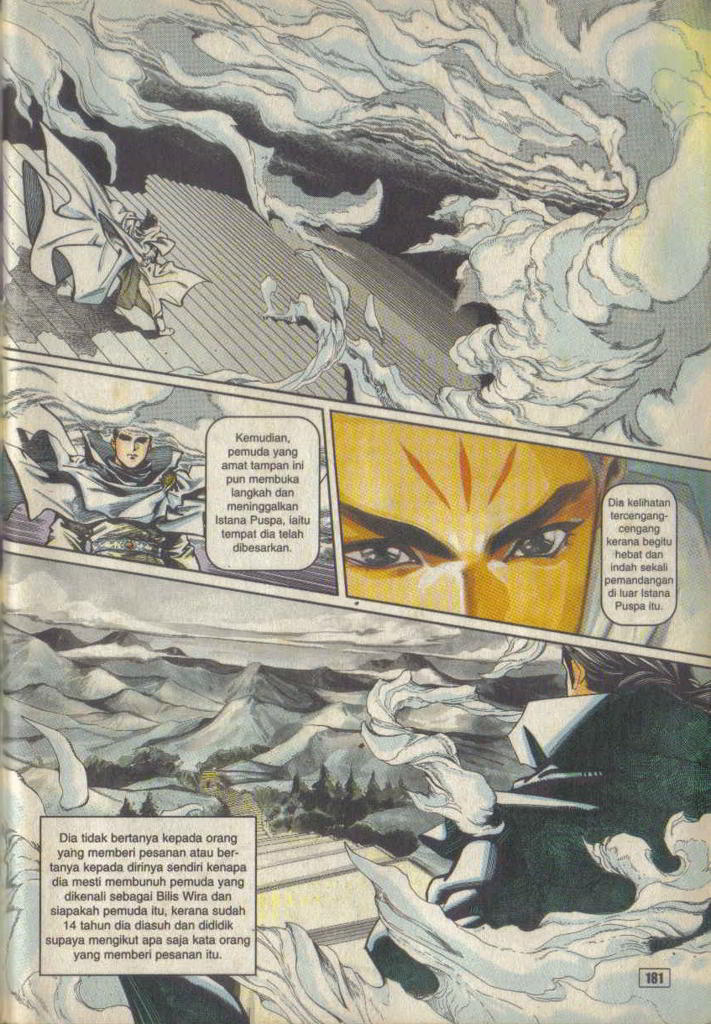 Kemudian,
pemuda yang
amat tampan ini
pun membuka
langkah dan
meninggalkan
Istana Puspa, iaitu
tempat dia telah
dibesarkan.
Dia kelihatan
tercengang-
cengang
kerana begitu
hebat dan
indah sekali
pemandangan
di luar Istana
Puspa itu.
Dia tidak bertanya kepada orang
yang memberi pesanan atau ber-
tanya kepada dirinya sendiri kenapa
dia mesti membunuh pemuda yang
dikenali sebagai Bilis Wira dan
siapakah pemuda itu, kerana sudah
14 tahun dia diasuh dan dididik
supaya mengikut apa saja kata orang
yang memberi pesanan itu.
181